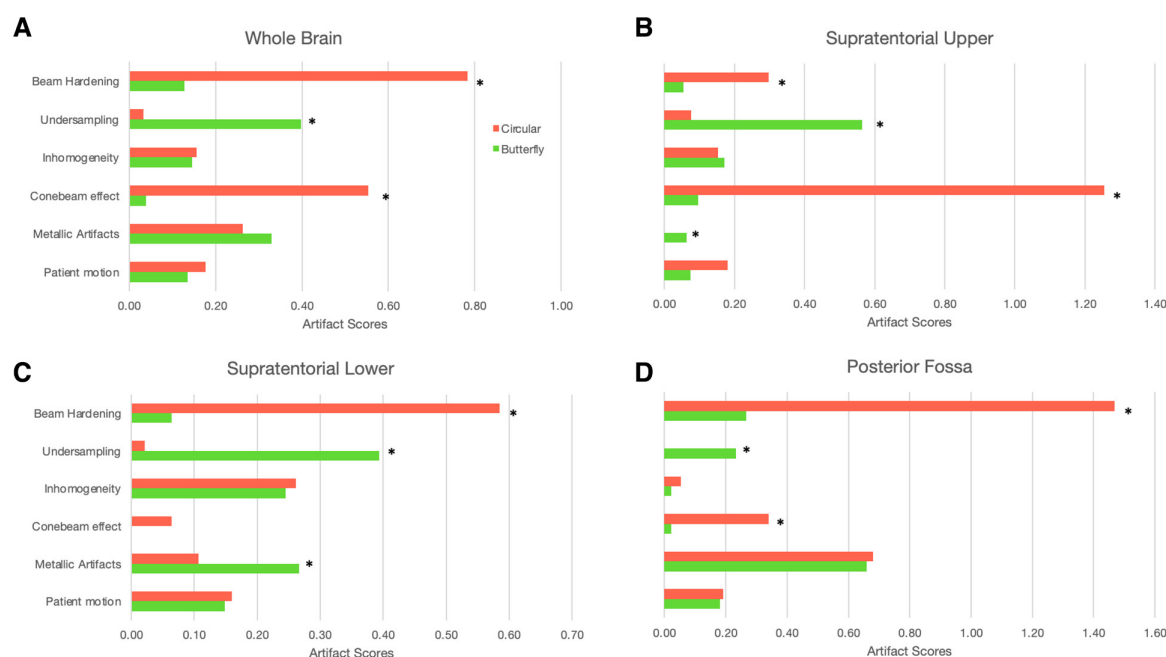 A
Whole Brain
Beam Hardening
*
Undersampling
*
Circular
Butterfly
Inhomogeneity
Conebeam effect
*
Metallic Artifacts
Patient motion
0.00 0.20 0.40 0.60 0.80 1.00
Artifact Scores
B
Supratentorial Upper
*
*
*
*
0.00 0.20 0.40 0.60 0.80 1.00 1.20 1.40
Artifact Scores
C
Supratentorial Lower
Beam Hardening
*
Undersampling
*
Inhomogeneity
Conebeam effect
Metallic Artifacts
*
Patient motion
0.00 0.10 0.20 0.30 0.40 0.50 0.60 0.70
Artifact Scores
D
Posterior Fossa
*
*
*
0.00 0.20 0.40 0.60 0.80 1.00 1.20 1.40 1.60
Artifact Scores